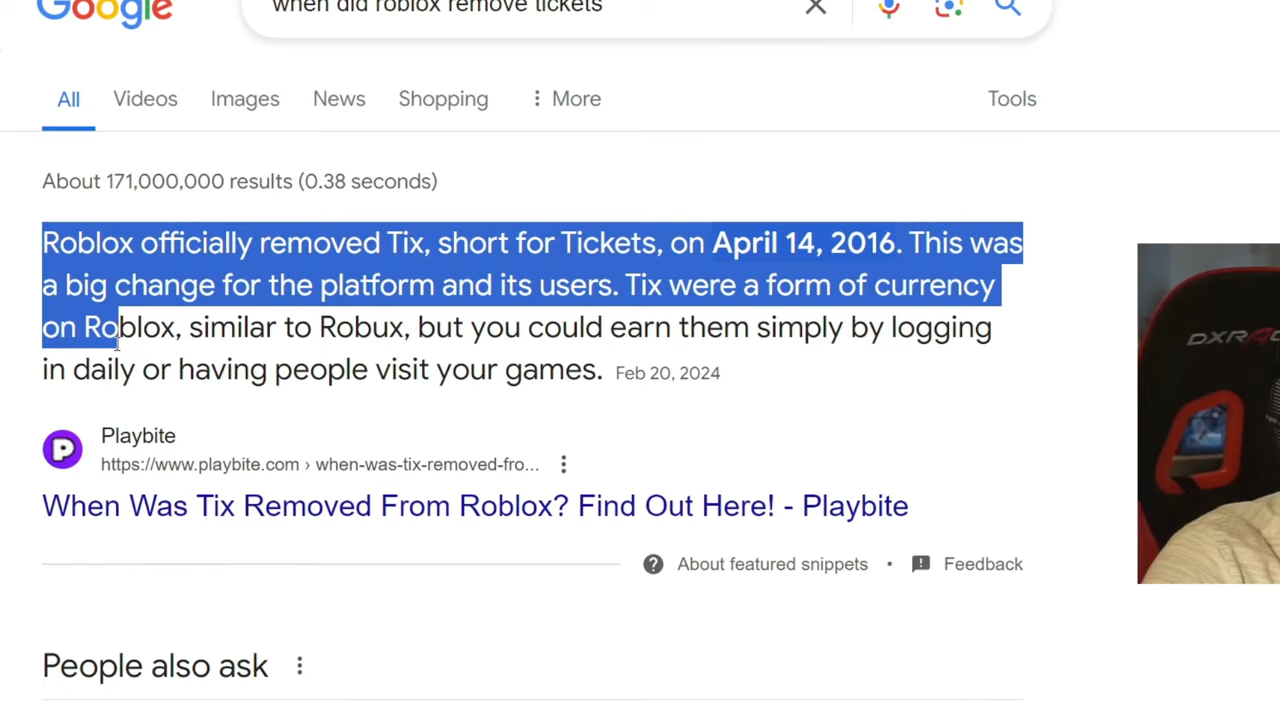 Google
when did roblox remove tickets
All Videos Images News Shopping More Tools
About 171,000,000 results (0.38 seconds)
Roblox officially removed Tix, short for Tickets, on April 14, 2016. This was
a big change for the platform and its users. Tix were a form of currency
on Roblox, similar to Robux, but you could earn them simply by logging
in daily or having people visit your games. Feb 20, 2024
P
Playbite
https://www.playbite.com › when-was-tix-removed-fro...
When Was Tix Removed From Roblox? Find Out Here! - Playbite
About featured snippets • Feedback
People also ask
DXRA